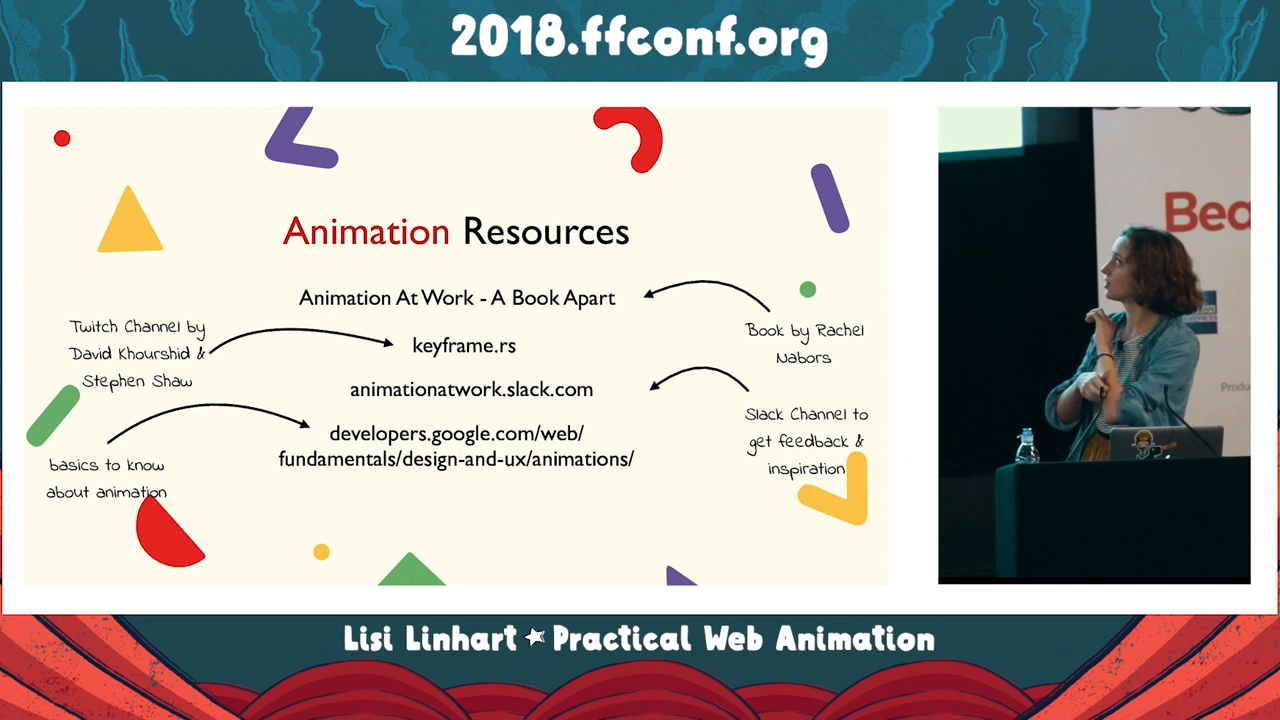 2018.ffconf.org
Animation Resources
Animation At Work - A Book Apart
Book by Rachel
Nabors
Twitch Channel by
David Khourshid &
Stephen Shaw
keyframe.rs
animationatwork.slack.com
Slack Channel to
get feedback &
inspiration
basics to know
about animation
developers.google.com/web/
fundamentals/design-and-ux/animations/
Bea
Produ
Lisi Linhart ★ Practical Web Animation